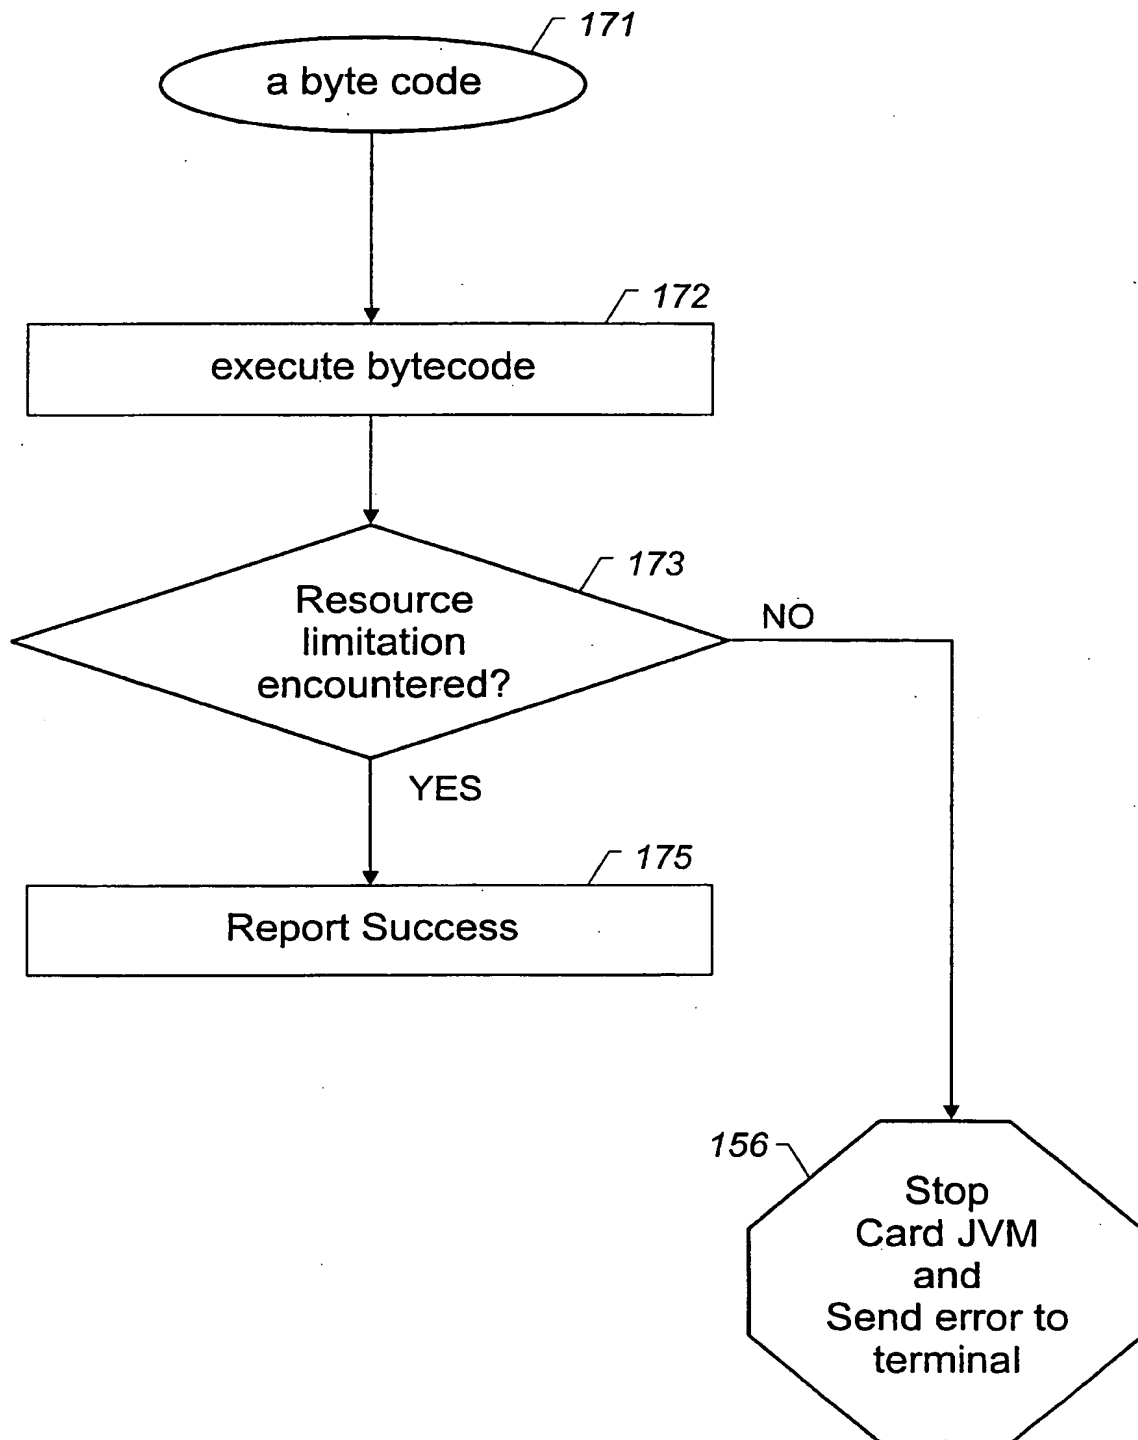 171
a byte code
172
execute bytecode
173
Resource
limitation
encountered?
NO
YES
175
Report Success
156
Stop
Card JVM
and
Send error to
terminal